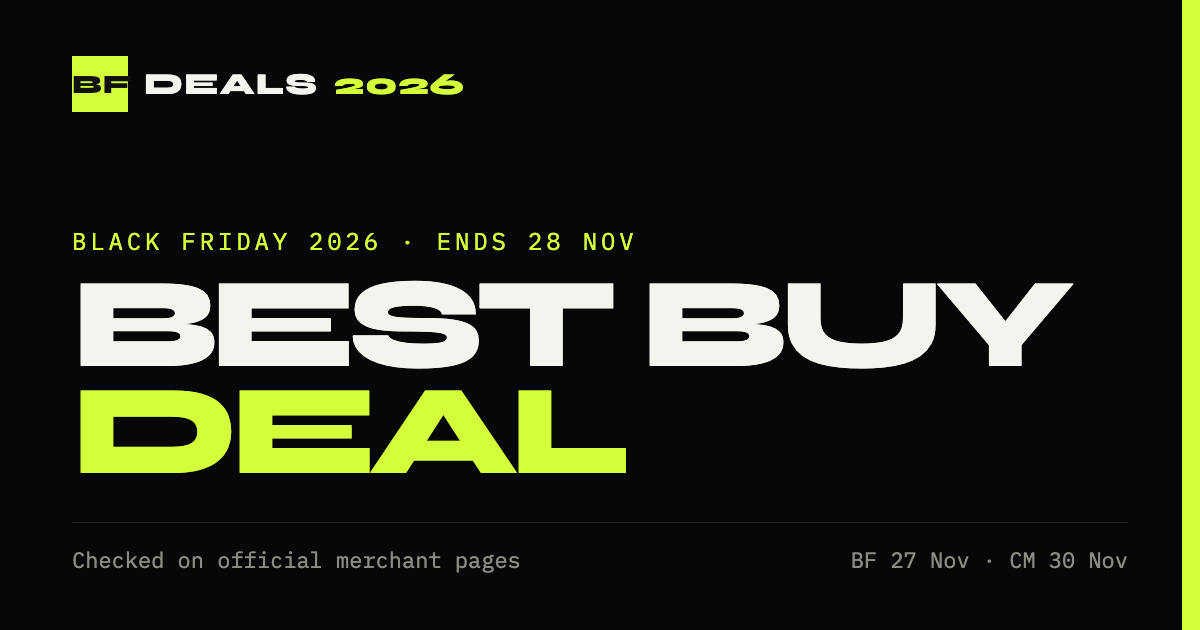 BF DEALS 2026
BLACK FRIDAY 2026 · ENDS 28 NOV
BEST BUY
DEAL
Checked on official merchant pages
BF 27 Nov · CM 30 Nov